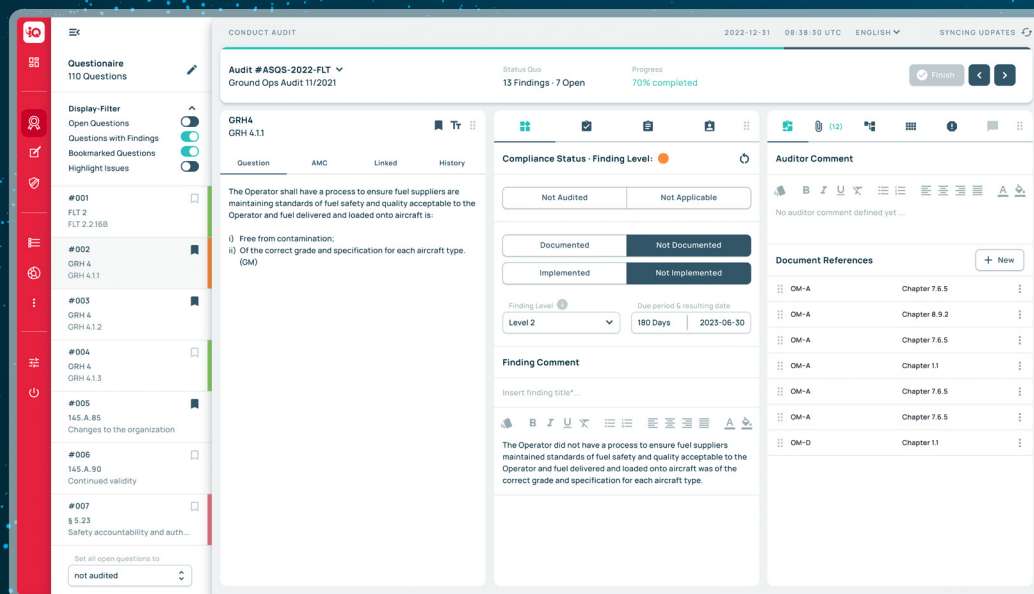 iQ
CONDUCT AUDIT
2022-12-31 08:38:30 UTC ENGLISH SYNCING UDPATES
Questionaire
110 Questions
Display-Filter
Open Questions
Questions with Findings
Bookmarked Questions
Highlight Issues
#001
FLT 2
FLT 2.2.16B
#002
GRH 4
GRH 4.1.1
#003
GRH 4
GRH 4.1.2
#004
GRH 4
GRH 4.1.3
#005
145.A.85
Changes to the organization
#006
145.A.90
Continued validity
#007
§ 5.23
Safety accountability and auth...
Set all open questions to
not audited
Audit #ASQS-2022-FLT
Ground Ops Audit 11/2021
Status Quo
13 Findings · 7 Open
Progress
70% completed
Finish
GRH4
GRH 4.1.1
Tт
Question AMC Linked History
The Operator shall have a process to ensure fuel suppliers are
maintaining standards of fuel safety and quality acceptable to the
Operator and fuel delivered and loaded onto aircraft is:
i) Free from contamination;
ii) Of the correct grade and specification for each aircraft type.
(GM)
Compliance Status · Finding Level:
Not Audited Not Applicable
Documented Not Documented
Implemented Not Implemented
Finding Level
Level 2
Due period & resulting date
180 Days 2023-06-30
Finding Comment
Insert finding title*...
B I U A
The Operator did not have a process to ensure fuel suppliers
maintained standards of fuel safety and quality acceptable to the
Operator and fuel delivered and loaded onto aircraft was of the
correct grade and specification for each aircraft type.
(12)
Auditor Comment
B I U A
No auditor comment defined yet ...
Document References
+ New
OM-A Chapter 7.6.5
OM-A Chapter 8.9.2
OM-A Chapter 7.6.5
OM-A Chapter 1.1
OM-A Chapter 7.6.5
OM-A Chapter 7.6.5
OM-D Chapter 1.1